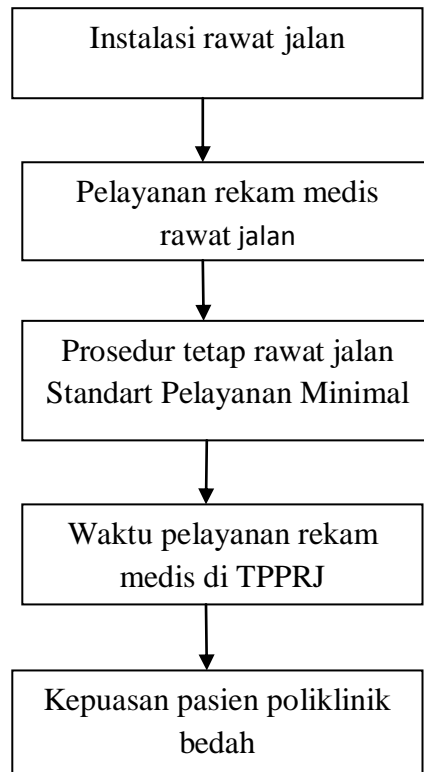 Instalasi rawat jalan
Pelayanan rekam medis
rawat jalan
Prosedur tetap rawat jalan
Standart Pelayanan Minimal
Waktu pelayanan rekam
medis di TPPRJ
Kepuasan pasien poliklinik
bedah